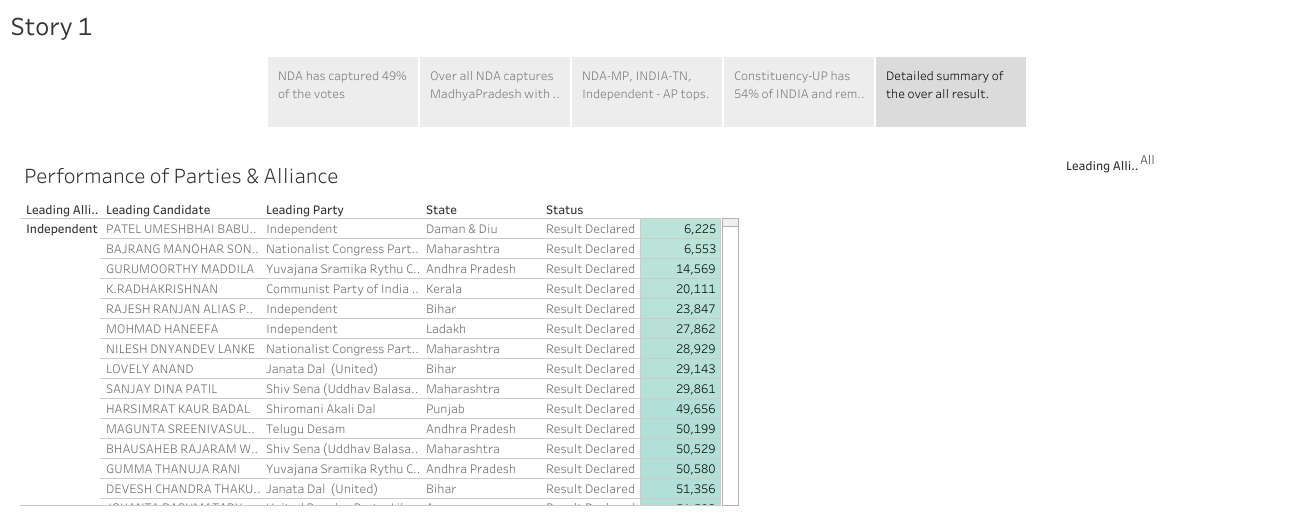 Story 1
NDA has captured 49%
of the votes
Over all NDA captures
MadhyaPradesh with ..
NDA-MP, INDIA-TN,
Independent - AP tops.
Constituency-UP has
54% of INDIA and rem..
Detailed summary of
the over all result.
Performance of Parties & Alliance
Leading Alli.. All
Leading Alli.. Leading Candidate Leading Party State Status
Independent PATEL UMESHBHAI BABU.. Independent Daman & Diu Result Declared 6,225
BAJRANG MANOHAR SON.. Nationalist Congress Part.. Maharashtra Result Declared 6,553
GURUMOORTHY MADDILA Yuvajana Sramika Rythu C.. Andhra Pradesh Result Declared 14,569
K.RADHAKRISHNAN Communist Party of India .. Kerala Result Declared 20,111
RAJESH RANJAN ALIAS P.. Independent Bihar Result Declared 23,847
MOHMAD HANEEFA Independent Ladakh Result Declared 27,862
NILESH DNYANDEV LANKE Nationalist Congress Part.. Maharashtra Result Declared 28,929
LOVELY ANAND Janata Dal (United) Bihar Result Declared 29,143
SANJAY DINA PATIL Shiv Sena (Uddhav Balasa.. Maharashtra Result Declared 29,861
HARSIMRAT KAUR BADAL Shiromani Akali Dal Punjab Result Declared 49,656
MAGUNTA SREENIVASUL.. Telugu Desam Andhra Pradesh Result Declared 50,199
BHAUSAHEB RAJARAM W.. Shiv Sena (Uddhav Balasa.. Maharashtra Result Declared 50,529
GUMMA THANUJA RANI Yuvajana Sramika Rythu C.. Andhra Pradesh Result Declared 50,580
DEVESH CHANDRA THAKU.. Janata Dal (United) Bihar Result Declared 51,356